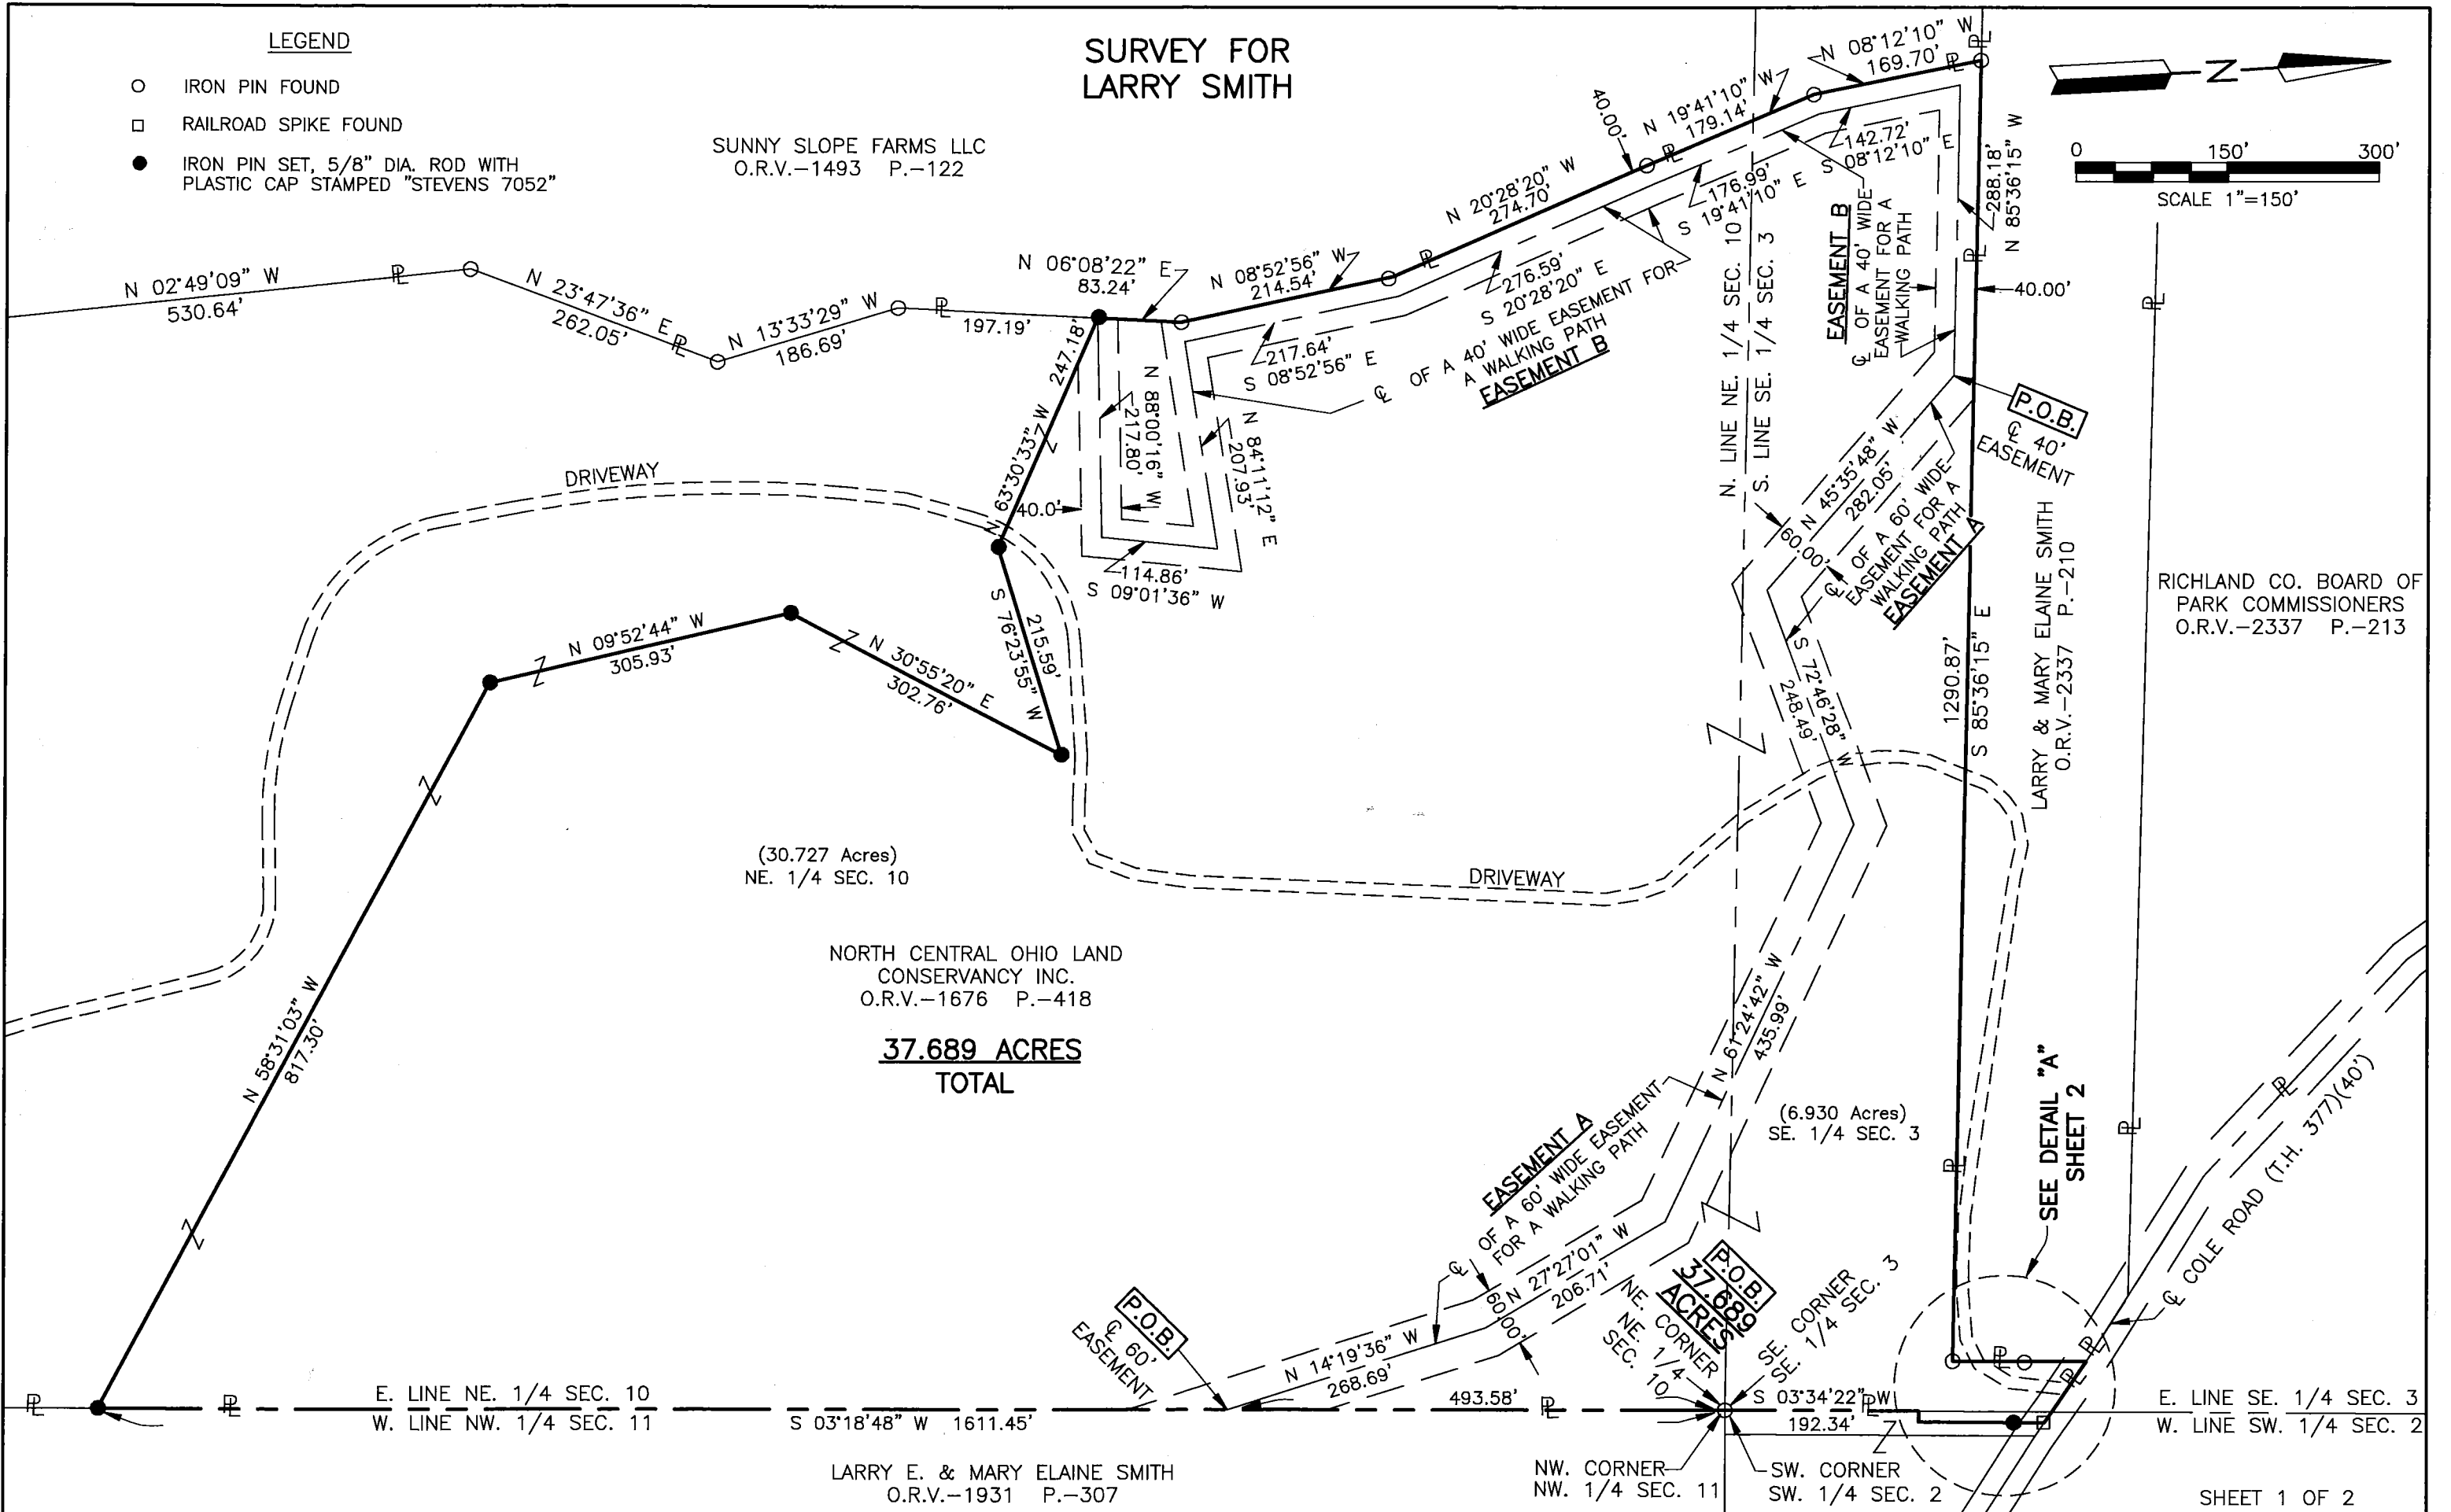 LEGEND
IRON PIN FOUND
RAILROAD SPIKE FOUND
IRON PIN SET, 5/8" DIA. ROD WITH
PLASTIC CAP STAMPED "STEVENS 7052"
SURVEY FOR
LARRY SMITH
SUNNY SLOPE FARMS LLC
O.R.V.-1493 P.-122
N
0 150' 300'
SCALE 1"=150'
N 02°49'09" W
530.64'
N 23°47'36" E
262.05'
N 13°33'29" W
186.69'
197.19'
N 06°08'22" E
83.24'
N 08°52'56" W
214.54'
N 20°28'20" W
274.70'
40.00'
N 19°41'10" W
179.14'
N 08°12'10" W
169.70'
142.72'
S 08°12'10" E
176.99'
S 19°41'10" E
276.59'
S 20°28'20" E
217.64'
S 08°52'56" E
℄ OF A 40' WIDE EASEMENT FOR
A WALKING PATH
EASEMENT B
N. LINE NE. 1/4 SEC. 10
S. LINE SE. 1/4 SEC. 3
EASEMENT B
℄ OF A 40' WIDE
EASEMENT FOR A
WALKING PATH
288.18'
N 85°36'15" W
40.00'
P.O.B.
℄ 40'
EASEMENT
247.18'
N 63°30'33" W
N 88°00'16" W
217.80'
N 84°11'12" E
207.93'
40.0'
114.86'
S 09°01'36" W
DRIVEWAY
215.59'
S 76°23'55" W
N 09°52'44" W
305.93'
N 30°55'20" E
302.76'
N 45°35'48" W
282.05'
60.00'
℄ OF A 60' WIDE
EASEMENT FOR A
WALKING PATH
EASEMENT A
S 72°46'28" W
248.49'
1290.87'
S 85°36'15" E
LARRY & MARY ELAINE SMITH
O.R.V.-2337 P.-210
RICHLAND CO. BOARD OF
PARK COMMISSIONERS
O.R.V.-2337 P.-213
(30.727 Acres)
NE. 1/4 SEC. 10
DRIVEWAY
NORTH CENTRAL OHIO LAND
CONSERVANCY INC.
O.R.V.-1676 P.-418
37.689 ACRES
TOTAL
N 58°31'03" W
817.30'
N 61°24'42" W
435.99'
(6.930 Acres)
SE. 1/4 SEC. 3
SEE DETAIL "A"
SHEET 2
℄ COLE ROAD (T.H. 377)(40')
EASEMENT A
℄ OF A 60' WIDE EASEMENT
FOR A WALKING PATH
N 27°27'01" W
206.71'
60.00'
N 14°19'36" W
268.69'
P.O.B.
℄ 60'
EASEMENT
P.O.B.
37.689
ACRES
NE. CORNER
NE. 1/4
SEC. 10
SE. CORNER
SE. 1/4 SEC. 3
E. LINE NE. 1/4 SEC. 10
W. LINE NW. 1/4 SEC. 11
S 03°18'48" W 1611.45'
493.58'
S 03°34'22" W
192.34'
E. LINE SE. 1/4 SEC. 3
W. LINE SW. 1/4 SEC. 2
LARRY E. & MARY ELAINE SMITH
O.R.V.-1931 P.-307
NW. CORNER
NW. 1/4 SEC. 11
SW. CORNER
SW. 1/4 SEC. 2
SHEET 1 OF 2